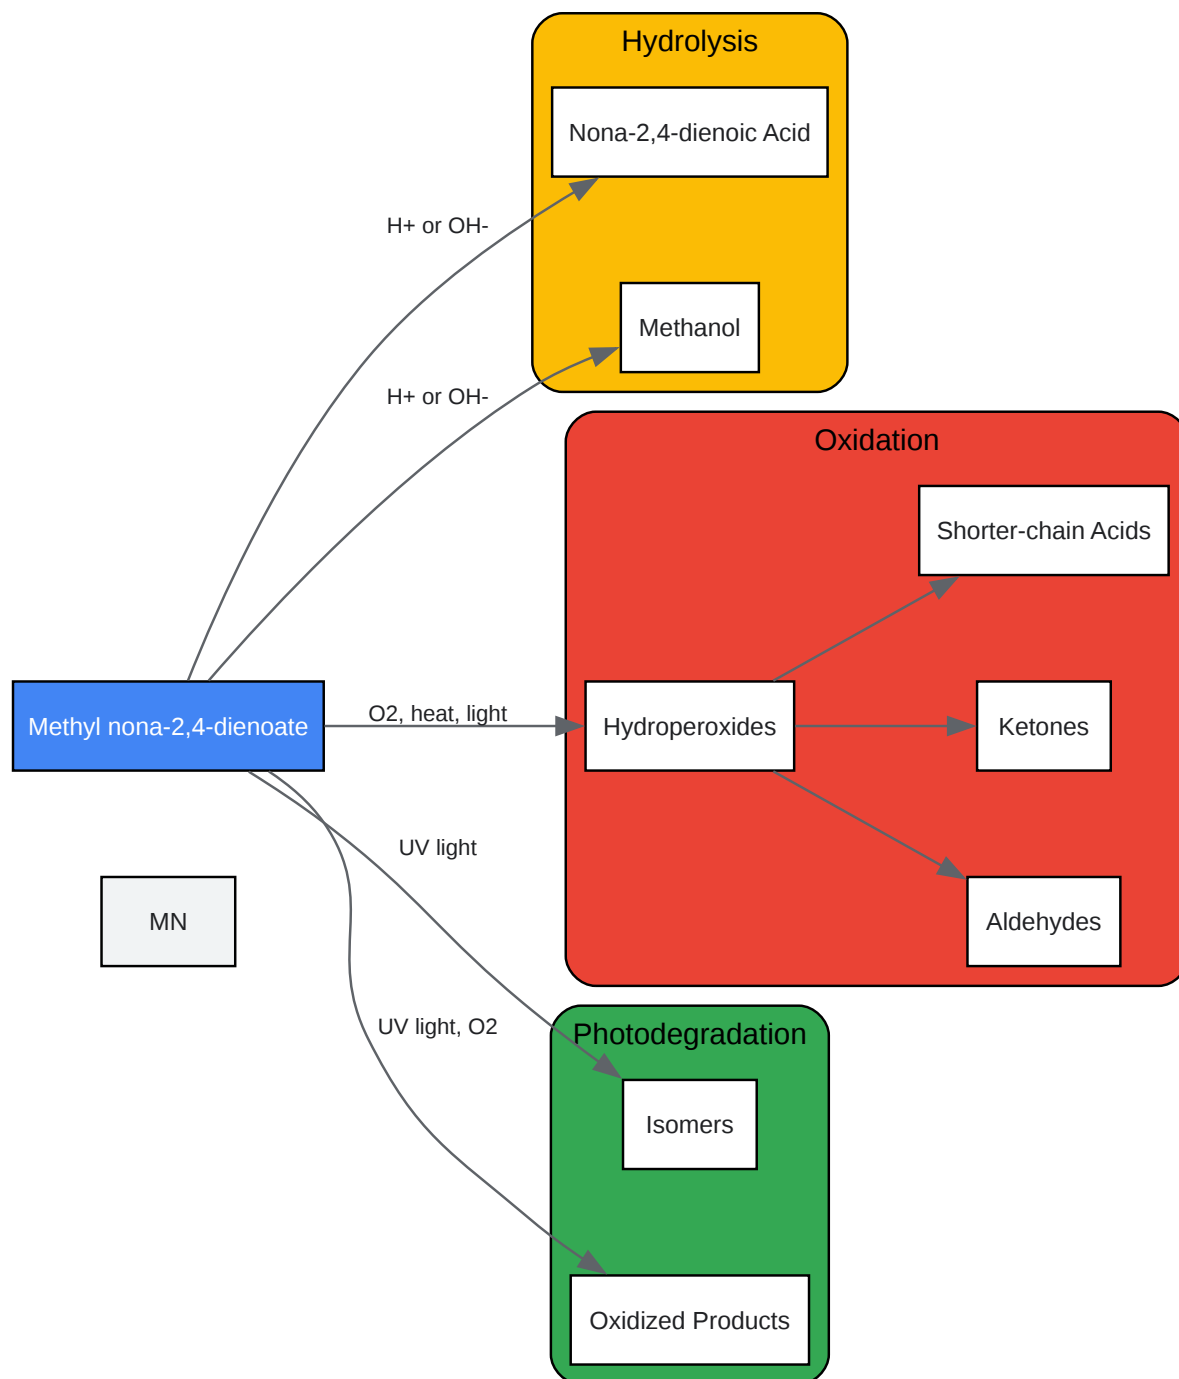 Hydrolysis
Nona-2,4-dienoic Acid
H+ or OH-
Methanol
H+ or OH-
Oxidation
Shorter-chain Acids
Methyl nona-2,4-dienoate
O2, heat, light
Hydroperoxides
Ketones
UV light
MN
Aldehydes
UV light, O2
Photodegradation
Isomers
Oxidized Products